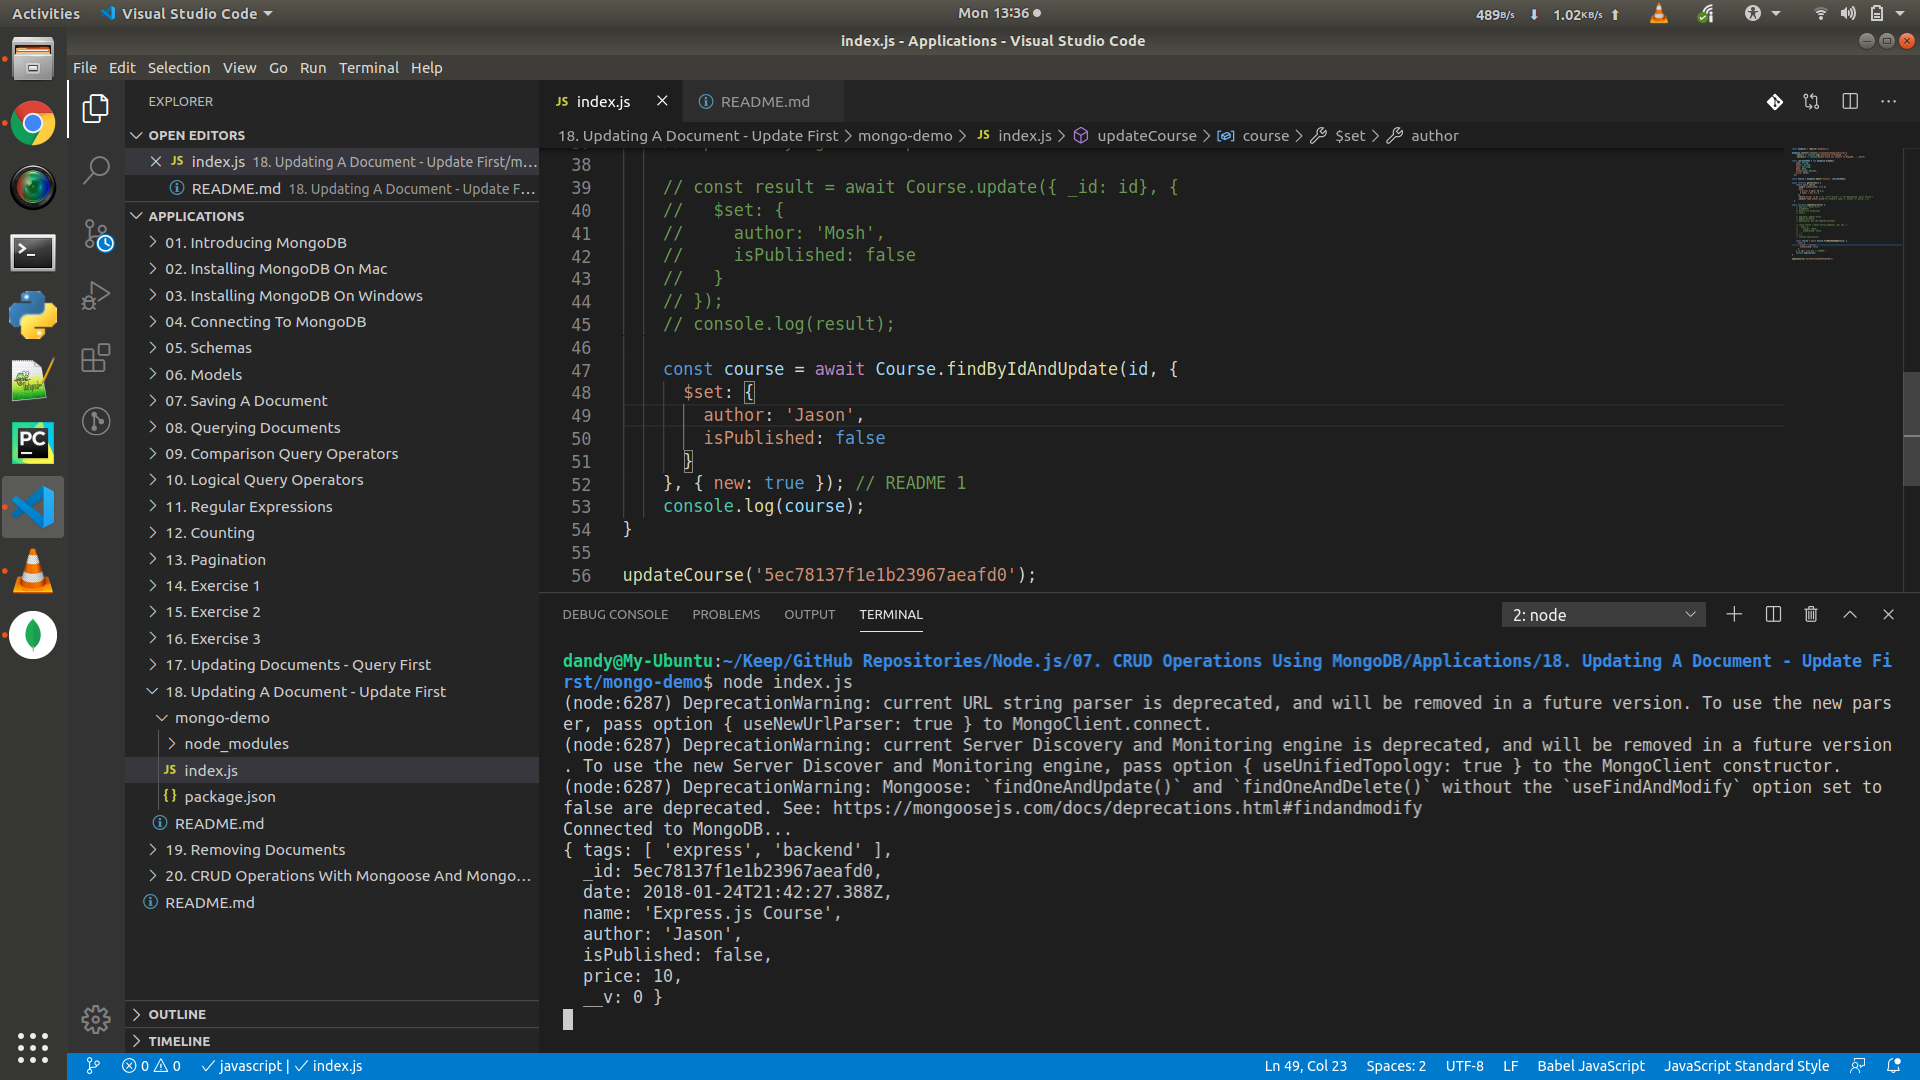 Activities
Visual Studio Code
Mon 13:36
489B/s
1.02KB/s
index.js - Applications - Visual Studio Code
File Edit Selection View Go Run Terminal Help
EXPLORER
OPEN EDITORS
JS index.js 18. Updating A Document - Update First/m...
README.md 18. Updating A Document - Update F...
APPLICATIONS
01. Introducing MongoDB
02. Installing MongoDB On Mac
03. Installing MongoDB On Windows
04. Connecting To MongoDB
05. Schemas
06. Models
07. Saving A Document
08. Querying Documents
09. Comparison Query Operators
10. Logical Query Operators
11. Regular Expressions
12. Counting
13. Pagination
14. Exercise 1
15. Exercise 2
16. Exercise 3
17. Updating Documents - Query First
18. Updating A Document - Update First
mongo-demo
node_modules
JS index.js
{} package.json
README.md
19. Removing Documents
20. CRUD Operations With Mongoose And Mongo...
README.md
OUTLINE
TIMELINE
JS index.js
README.md
18. Updating A Document - Update First > mongo-demo > JS index.js > updateCourse > course > $set > author
38
39 // const result = await Course.update({ _id: id}, {
40 //   $set: {
41 //     author: 'Mosh',
42 //     isPublished: false
43 //   }
44 // });
45 // console.log(result);
46
47 const course = await Course.findByIdAndUpdate(id, {
48 $set: {
49 author: 'Jason',
50 isPublished: false
51 }
52 }, { new: true }); // README 1
53 console.log(course);
54 }
55
56 updateCourse('5ec78137f1e1b23967aeafd0');
DEBUG CONSOLE PROBLEMS OUTPUT TERMINAL
2: node
dandy@My-Ubuntu:~/Keep/GitHub Repositories/Node.js/07. CRUD Operations Using MongoDB/Applications/18. Updating A Document - Update Fi
rst/mongo-demo$ node index.js
(node:6287) DeprecationWarning: current URL string parser is deprecated, and will be removed in a future version. To use the new pars
er, pass option { useNewUrlParser: true } to MongoClient.connect.
(node:6287) DeprecationWarning: current Server Discovery and Monitoring engine is deprecated, and will be removed in a future version
. To use the new Server Discover and Monitoring engine, pass option { useUnifiedTopology: true } to the MongoClient constructor.
(node:6287) DeprecationWarning: Mongoose: `findOneAndUpdate()` and `findOneAndDelete()` without the `useFindAndModify` option set to
false are deprecated. See: https://mongoosejs.com/docs/deprecations.html#findandmodify
Connected to MongoDB...
{ tags: [ 'express', 'backend' ],
_id: 5ec78137f1e1b23967aeafd0,
date: 2018-01-24T21:42:27.388Z,
name: 'Express.js Course',
author: 'Jason',
isPublished: false,
price: 10,
__v: 0 }
0 0
javascript | index.js
Ln 49, Col 23
Spaces: 2
UTF-8
LF
Babel JavaScript
JavaScript Standard Style
PC